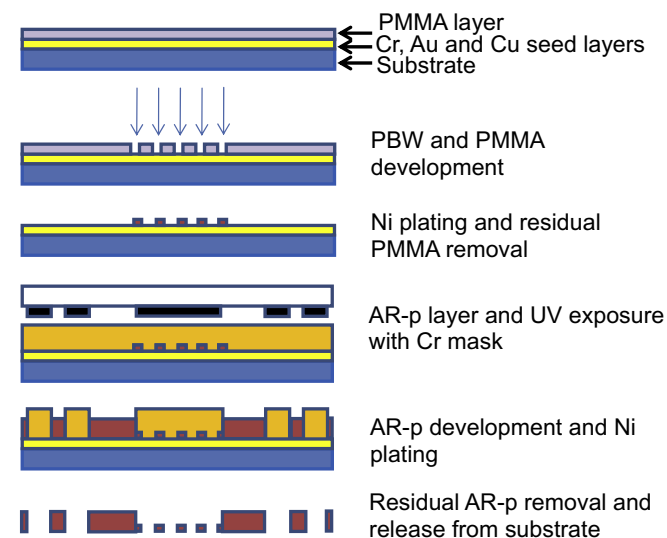 PMMA layer
Cr, Au and Cu seed layers
Substrate
PBW and PMMA
development
Ni plating and residual
PMMA removal
AR-p layer and UV exposure
with Cr mask
AR-p development and Ni
plating
Residual AR-p removal and
release from substrate